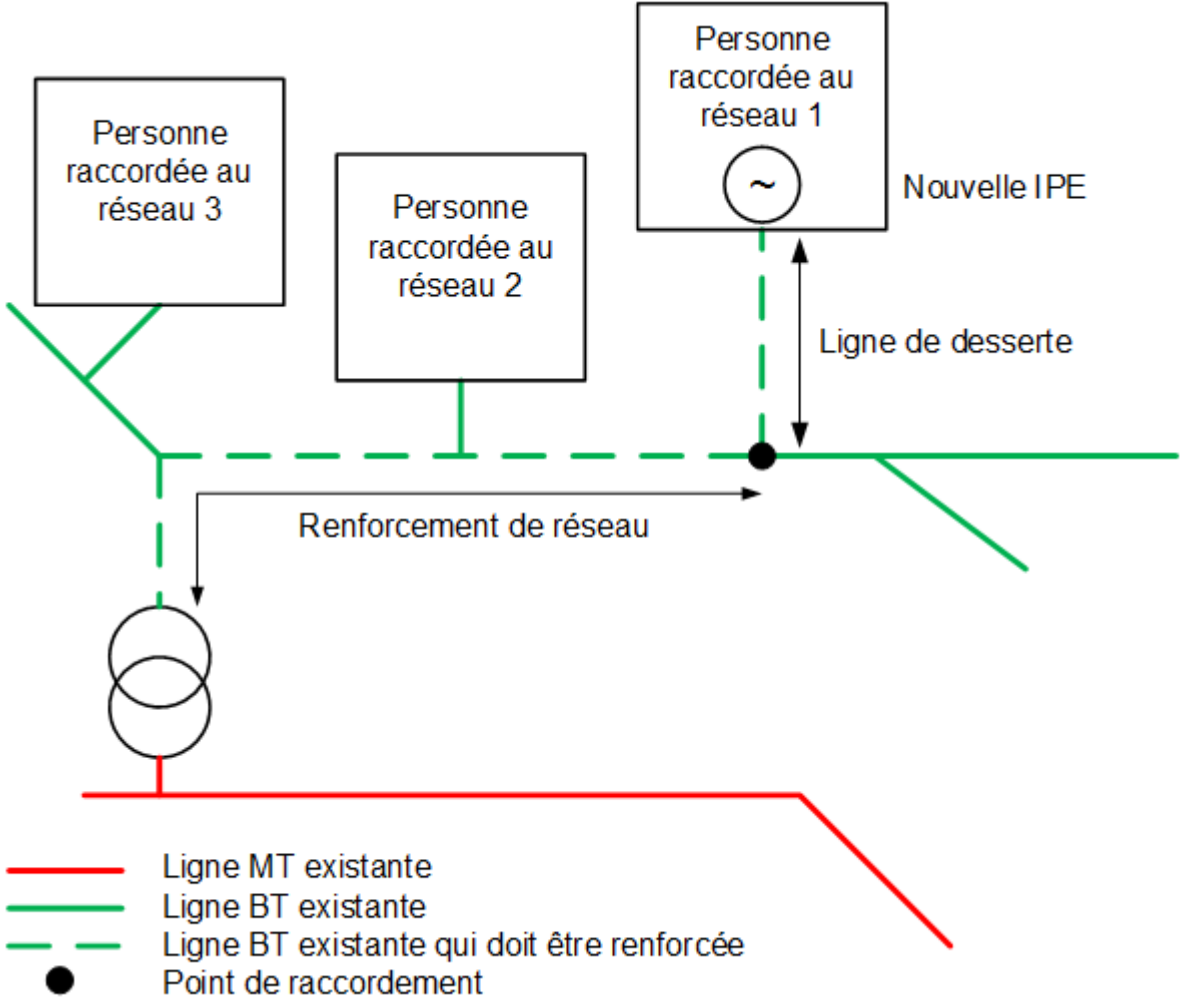 Personne
raccordée au
réseau 1
Personne
raccordée au
réseau 3
Personne
raccordée au
réseau 2
~
Nouvelle IPE
Ligne de desserte
Renforcement de réseau
Ligne MT existante
Ligne BT existante
Ligne BT existante qui doit être renforcée
Point de raccordement